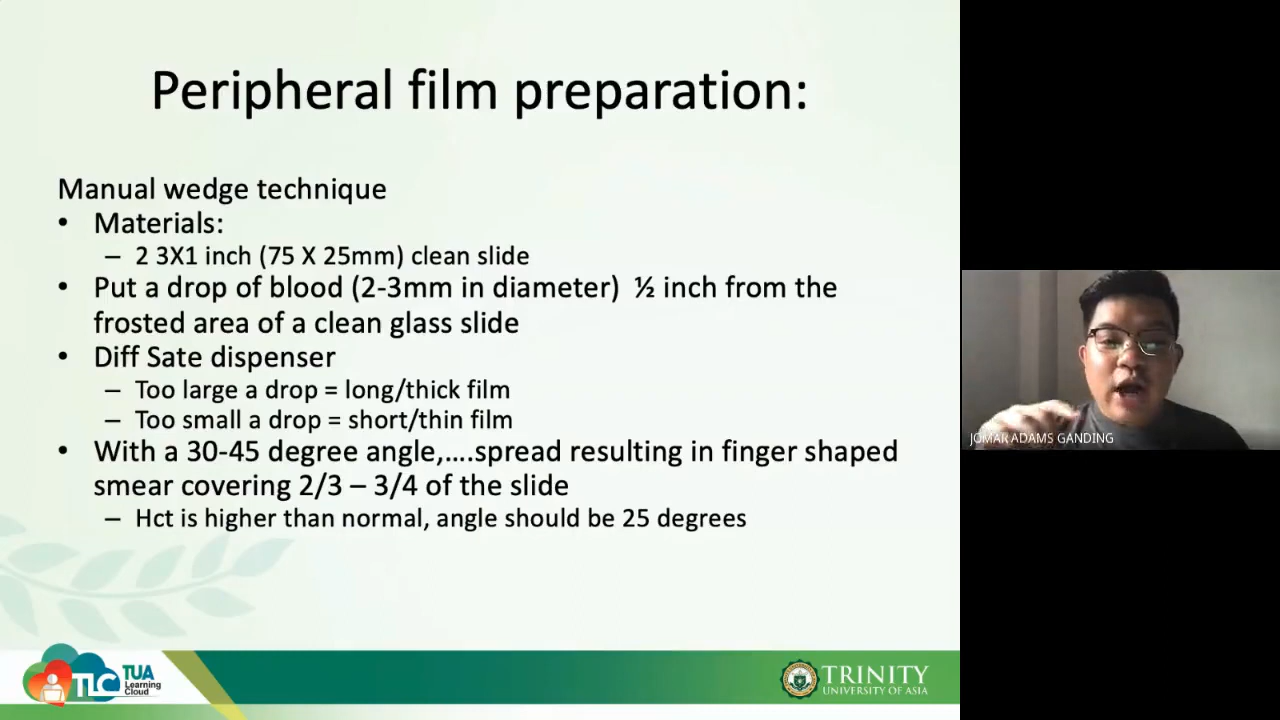 Peripheral film preparation:
Manual wedge technique
• Materials:
– 2 3X1 inch (75 X 25mm) clean slide
• Put a drop of blood (2-3mm in diameter) ½ inch from the
frosted area of a clean glass slide
• Diff Sate dispenser
– Too large a drop = long/thick film
– Too small a drop = short/thin film
• With a 30-45 degree angle,….spread resulting in finger shaped
smear covering 2/3 – 3/4 of the slide
– Hct is higher than normal, angle should be 25 degrees
JOMAR ADAMS GANDING
TLC TUA
Learning
Cloud
TRINITY
UNIVERSITY OF ASIA